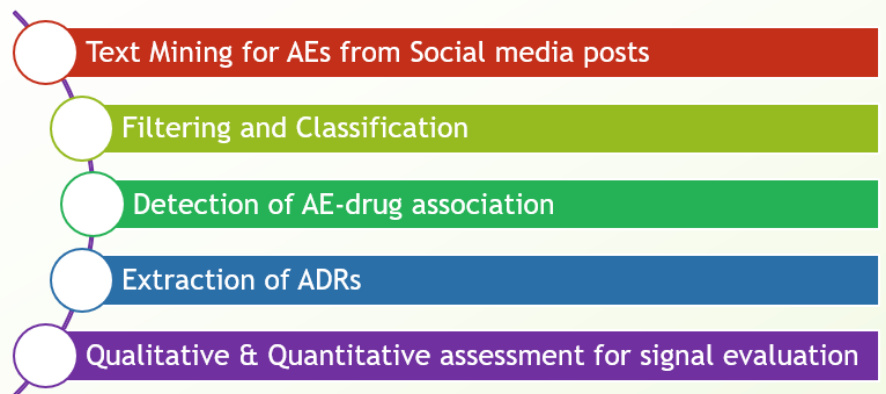 Text Mining for AEs from Social media posts
Filtering and Classification
Detection of AE-drug association
Extraction of ADRs
Qualitative & Quantitative assessment for signal evaluation